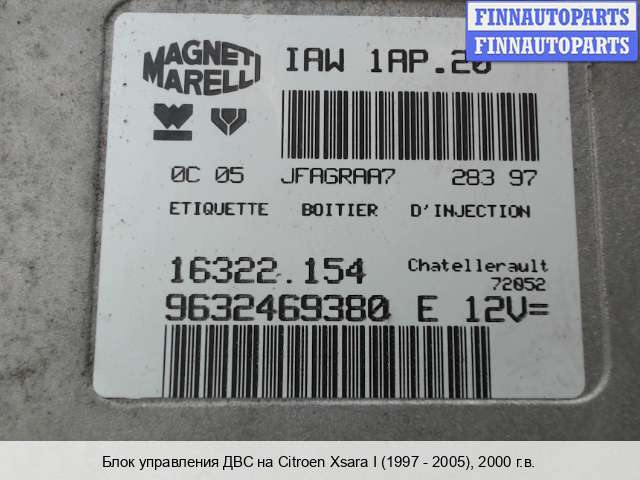 FINNAUTOPARTS
FINNAUTOPARTS
MAGNETI
MARELLI
IAW 1AP.20
0C 05 JFAGRAA7 283 97
ETIQUETTE BOITIER D'INJECTION
16322.154 Chatellerault
72052
9632469380 E 12V=
Блок управления ДВС на Citroen Xsara I (1997 - 2005), 2000 г.в.